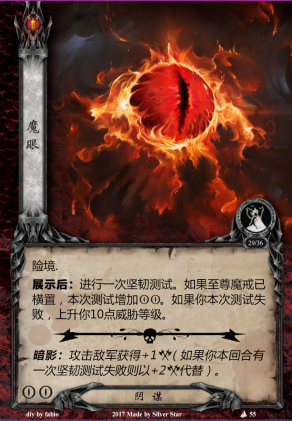 魔眼
29/36
险境.
展示后：进行一次坚韧测试。如果至尊魔戒已
横置，本次测试增加。如果你本次测试失
败，上升你10点威胁等级。
暗影：攻击敌军获得+1（如果你本回合有
一次坚韧测试失败则以+2代替）。
阴谋
diy by fabio
2017 Made by Silver Star
55